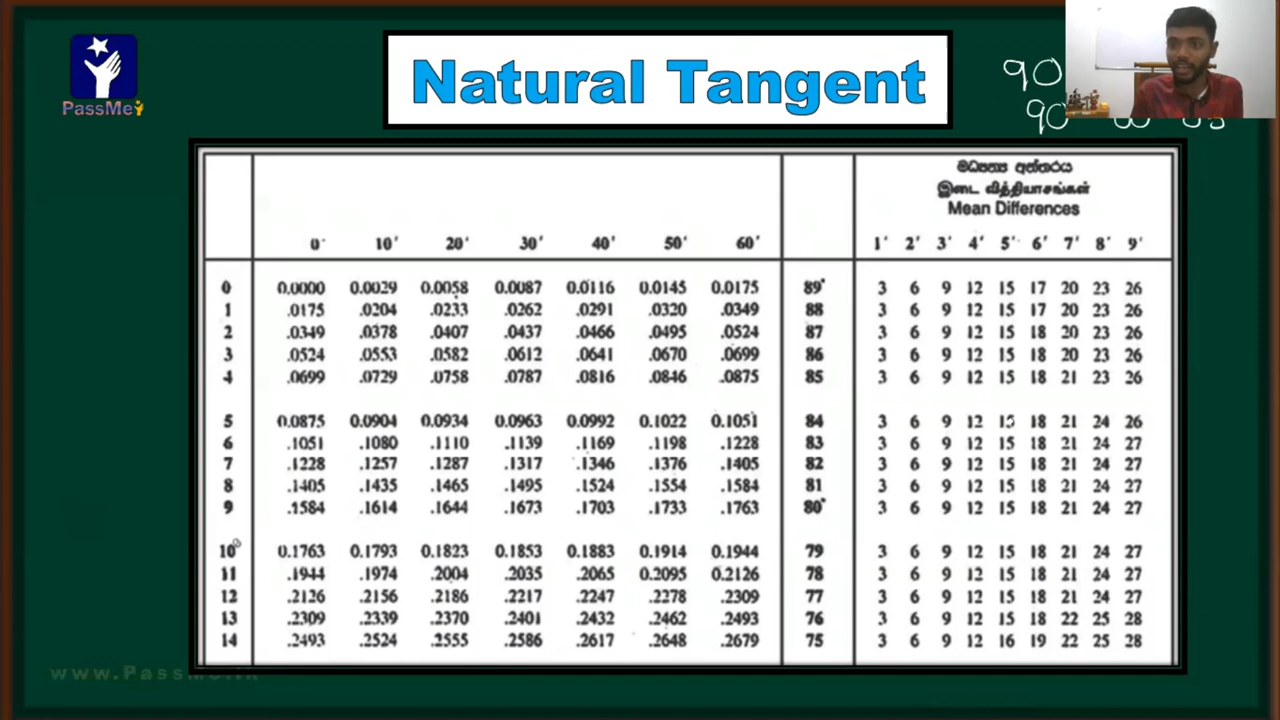 PassMe
Natural Tangent
90
90
මධ්‍යන්‍ය අන්තරය
இடை வித்தியாசங்கள்
Mean Differences
0' 10' 20' 30' 40' 50' 60' 1' 2' 3' 4' 5' 6' 7' 8' 9'
0 0.0000 0.0029 0.0058 0.0087 0.0116 0.0145 0.0175 89° 3 6 9 12 15 17 20 23 26
1 .0175 .0204 .0233 .0262 .0291 .0320 .0349 88 3 6 9 12 15 17 20 23 26
2 .0349 .0378 .0407 .0437 .0466 .0495 .0524 87 3 6 9 12 15 18 20 23 26
3 .0524 .0553 .0582 .0612 .0641 .0670 .0699 86 3 6 9 12 15 18 20 23 26
4 .0699 .0729 .0758 .0787 .0816 .0846 .0875 85 3 6 9 12 15 18 21 23 26
5 0.0875 0.0904 0.0934 0.0963 0.0992 0.1022 0.1051 84 3 6 9 12 15 18 21 24 26
6 .1051 .1080 .1110 .1139 .1169 .1198 .1228 83 3 6 9 12 15 18 21 24 27
7 .1228 .1257 .1287 .1317 .1346 .1376 .1405 82 3 6 9 12 15 18 21 24 27
8 .1405 .1435 .1465 .1495 .1524 .1554 .1584 81 3 6 9 12 15 18 21 24 27
9 .1584 .1614 .1644 .1673 .1703 .1733 .1763 80° 3 6 9 12 15 18 21 24 27
10° 0.1763 0.1793 0.1823 0.1853 0.1883 0.1914 0.1944 79 3 6 9 12 15 18 21 24 27
11 .1944 .1974 .2004 .2035 .2065 0.2095 0.2126 78 3 6 9 12 15 18 21 24 27
12 .2126 .2156 .2186 .2217 .2247 .2278 .2309 77 3 6 9 12 15 18 21 24 27
13 .2309 .2339 .2370 .2401 .2432 .2462 .2493 76 3 6 9 12 15 18 22 25 28
14 .2493 .2524 .2555 .2586 .2617 .2648 .2679 75 3 6 9 12 16 19 22 25 28
www.Passme.lk